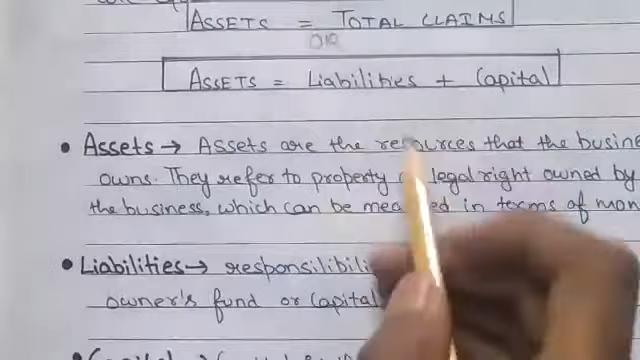 ASSETS = TOTAL CLAIMS
OR
ASSETS = Liabilities + Capital
• Assets → Assets are the resources that the busine
owns. They refer to property legal right owned by
the business, which can be mea in terms of mon
• Liabilities →
owner's fund or Capital